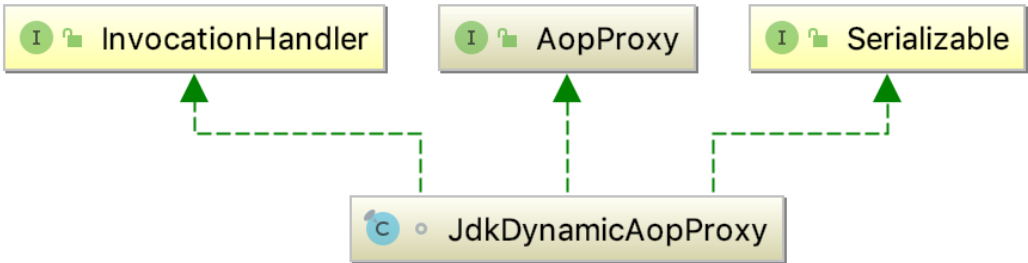 I InvocationHandler
I AopProxy
I Serializable
C JdkDynamicAopProxy